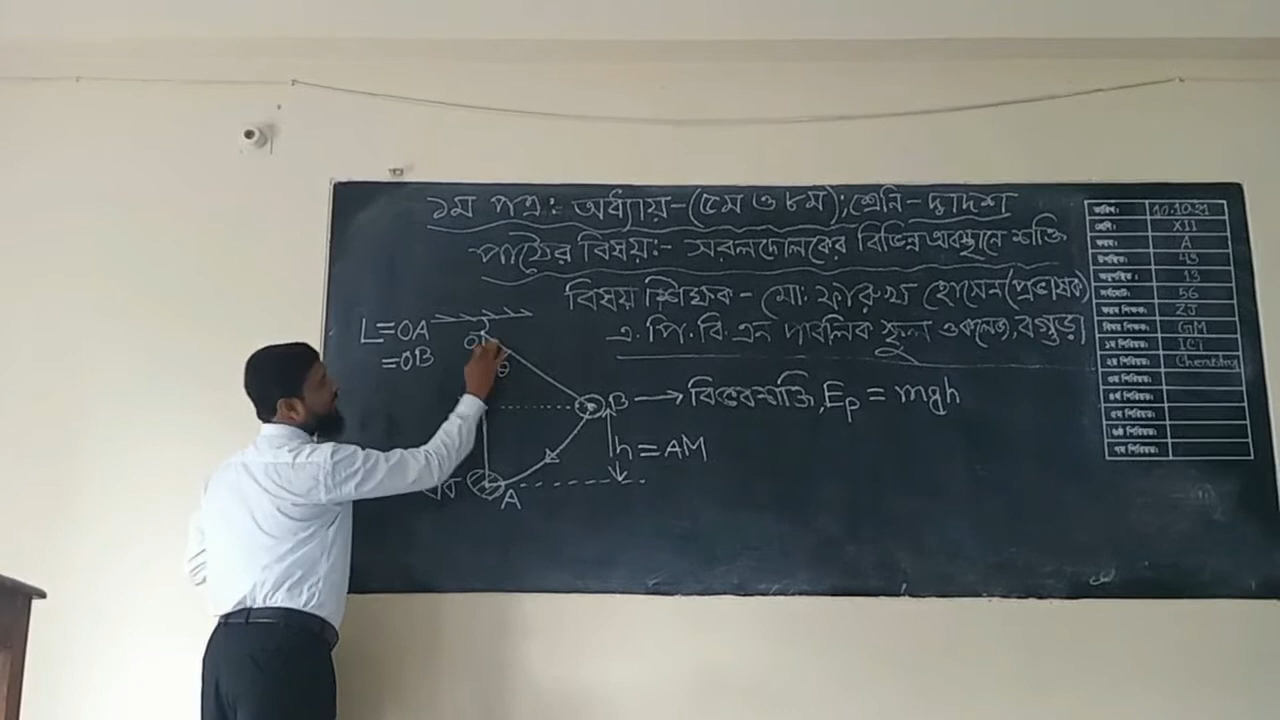 ১ম পত্র: অধ্যায়-(৫ম ও ৮ম); শ্রেনি-দ্বাদশ
পাঠের বিষয়:- সরলদোলকের বিভিন্ন অবস্থানে শক্তি
বিষয় শিক্ষক - মো: ফারুখ হোসেন (প্রভাষক)
এ.পি.বি.এন পাবলিক স্কুল ও কলেজ, বগুড়া
L=OA
=OB
O
θ
B → বিভবশক্তি, Ep = mgh
h = AM
A
তারিখ: 10.10.21
শ্রেণি: XII
ফরম: A
উপস্থিত: 43
অনুপস্থিত: 13
সর্বমোট: 56
ফরম শিক্ষক: ZJ
বিষয় শিক্ষক: GM
১ম পিরিয়ড: ICT
২য় পিরিয়ড: Chemistry
৩য় পিরিয়ড:
৪র্থ পিরিয়ড:
৫ম পিরিয়ড:
৬ষ্ঠ পিরিয়ড:
৭ম পিরিয়ড: